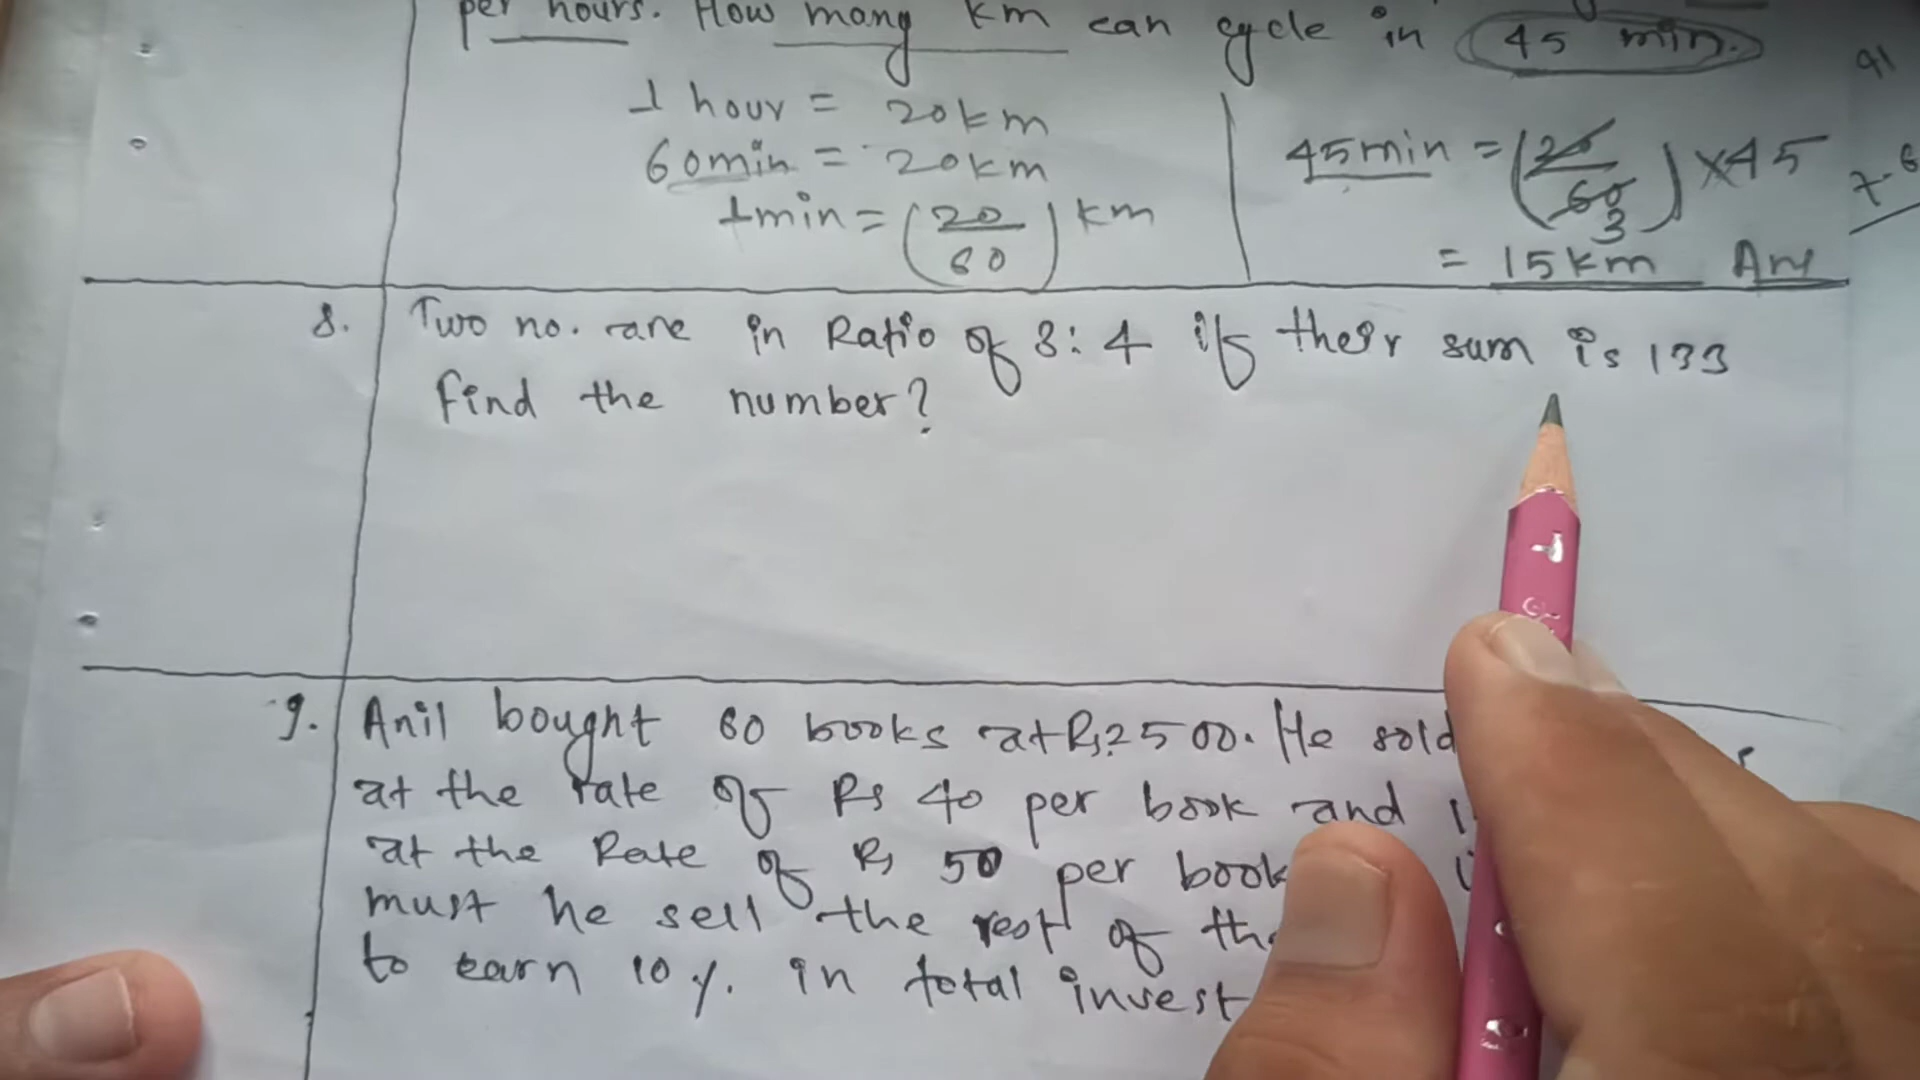 per hours. How many km can cycle in 45 min.
1 hour = 20km
60min = 20km
1min = (20/60) km
45min = (20/60) x45
3
= 15km Ans
8. Two no. are in Ratio of 3:4 if their sum is 133
find the number?
9. Anil bought 60 books at Rs2500. He sold
at the rate of Rs 40 per book and
at the Rate of Rs 50 per book
must he sell the rest of the
to earn 10%. in total invest